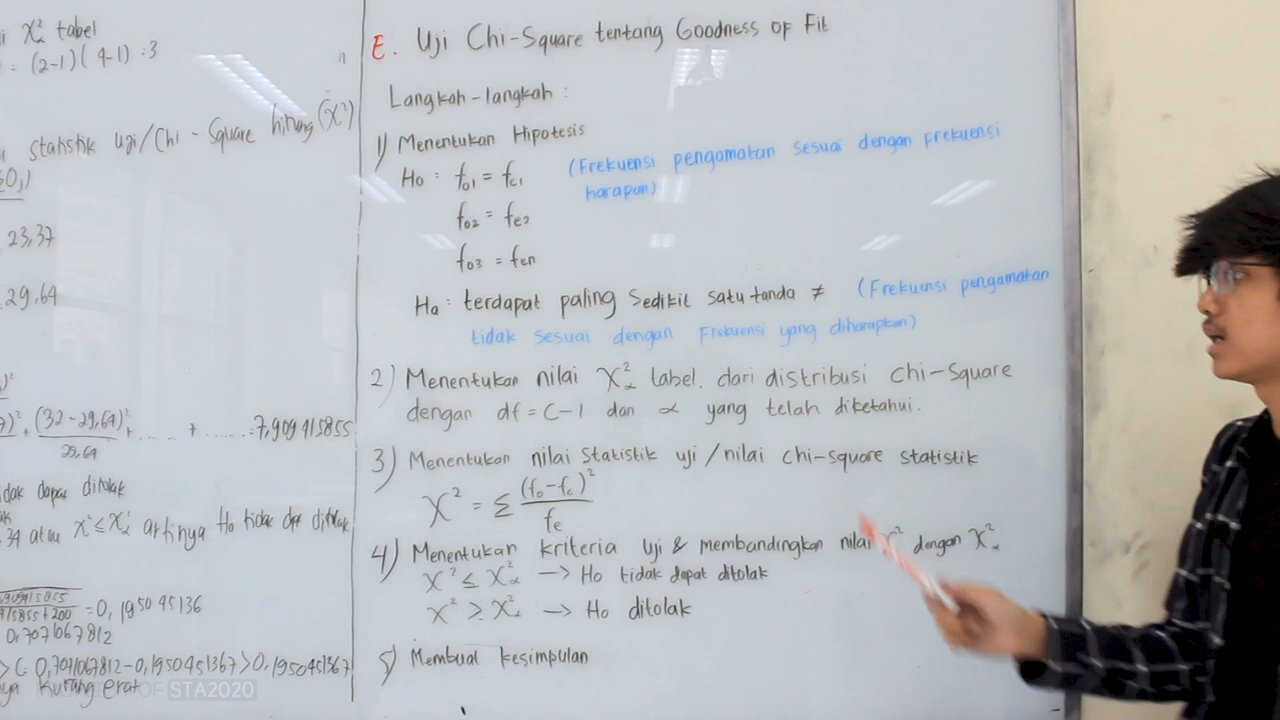 X² tabel
= (2-1)(4-1) = 3
statistik uji/Chi-Square hitung (X²)
23,37
29,64
(32-29,64)²
29,64
+ ..... + ...... = 7,909415855
dapat ditolak
34 atau X² ≤ X²α artinya Ho tidak dpt ditolak
= 0,195045136
0,7071067812
> C: 0,7071067812-0,1950451367 > 0,1950451367
kurang erat
OF STA2020
E. Uji Chi-Square tentang Goodness of Fit
Langkah-langkah :
1) Menentukan Hipotesis
Ho : fo1 = fe1 (Frekuensi pengamatan sesuai dengan frekuensi
harapan)
fo2 = fe2
fo3 = fen
Ha : terdapat paling sedikit satu tanda ≠ (Frekuensi pengamatan
tidak sesuai dengan Frekuensi yang diharapkan)
2) Menentukan nilai X²α tabel. dari distribusi Chi-Square
dengan df = C-1 dan α yang telah diketahui.
3) Menentukan nilai Statistik uji/nilai chi-square statistik
X² = Σ (fo-fe)²
fe
4) Menentukan kriteria Uji & membandingkan nilai X² dengan X²α
X² ≤ X²α → Ho tidak dapat ditolak
X² ≥ X²α → Ho ditolak
5) Membuat kesimpulan